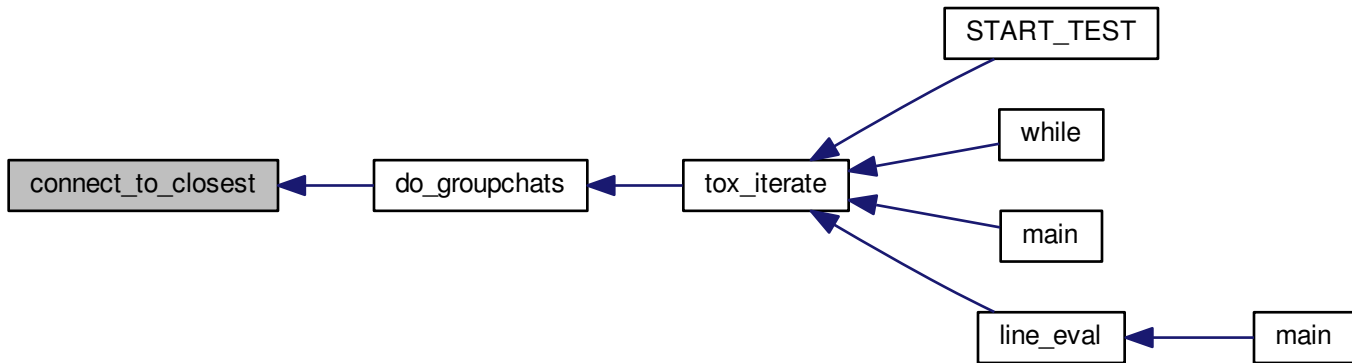 START_TEST
while
connect_to_closest
do_groupchats
tox_iterate
main
line_eval
main